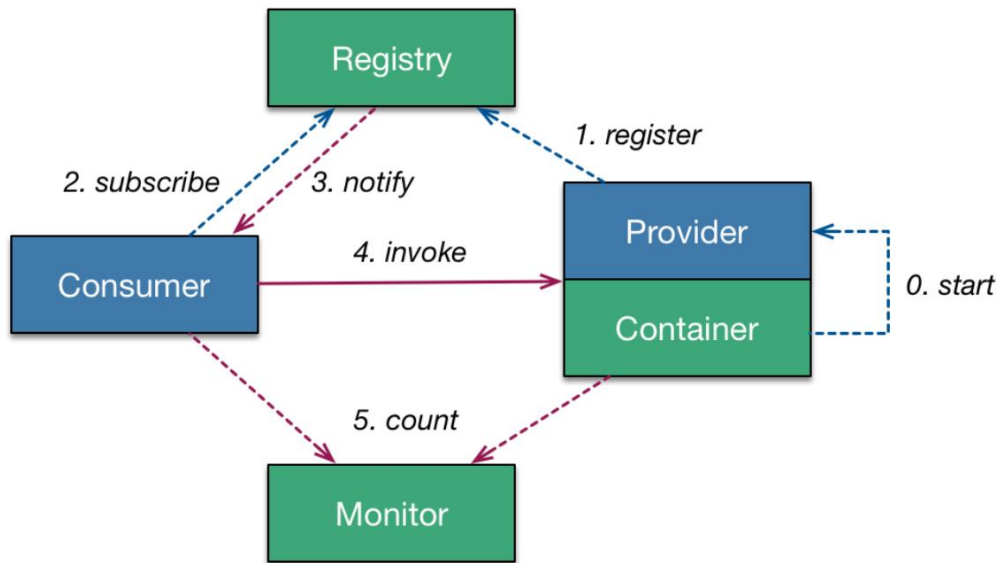 Registry
1. register
2. subscribe
3. notify
Provider
4. invoke
Consumer
0. start
Container
5. count
Monitor